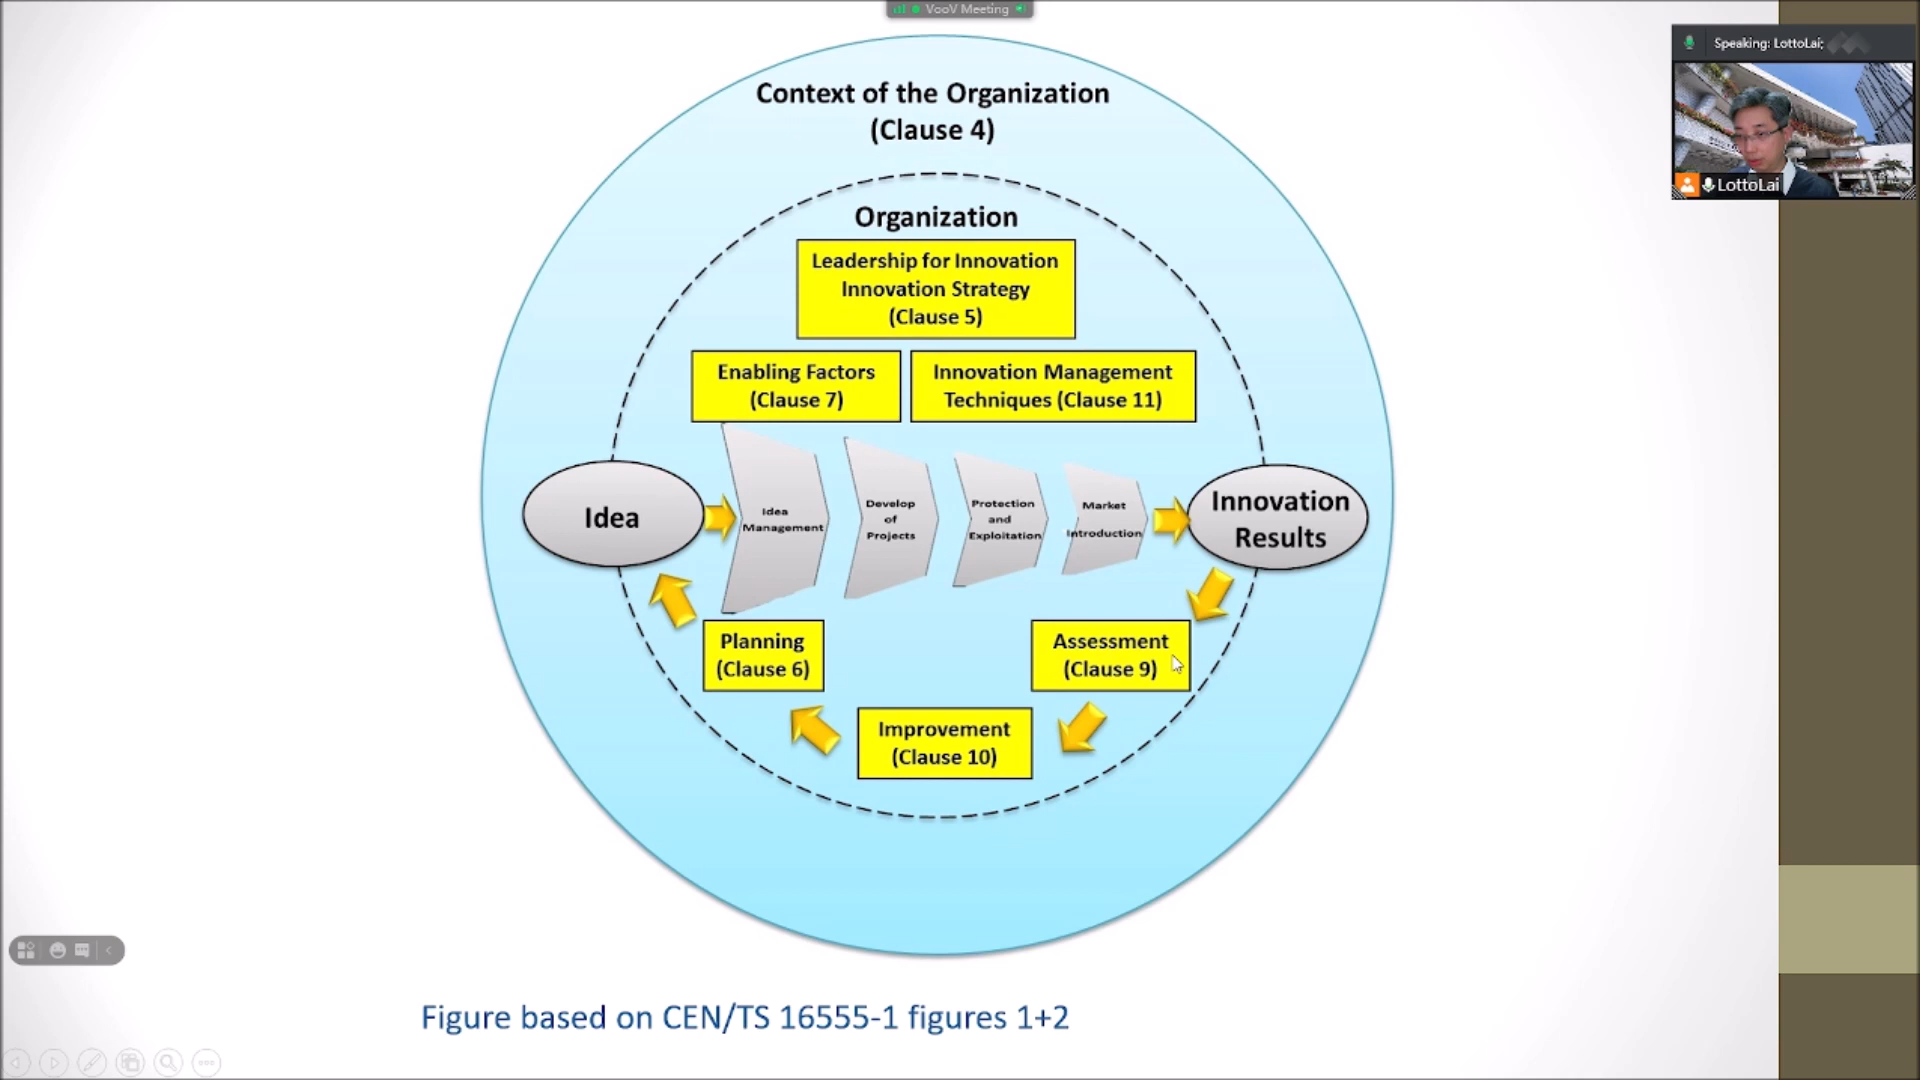 VooV Meeting
Speaking: LottoLai;
LottoLai
Context of the Organization
(Clause 4)
Organization
Leadership for Innovation
Innovation Strategy
(Clause 5)
Enabling Factors
(Clause 7)
Innovation Management
Techniques (Clause 11)
Idea
Idea
Management
Develop
of
Projects
Protection
and
Exploitation
Market
Introduction
Innovation
Results
Planning
(Clause 6)
Assessment
(Clause 9)
Improvement
(Clause 10)
Figure based on CEN/TS 16555-1 figures 1+2